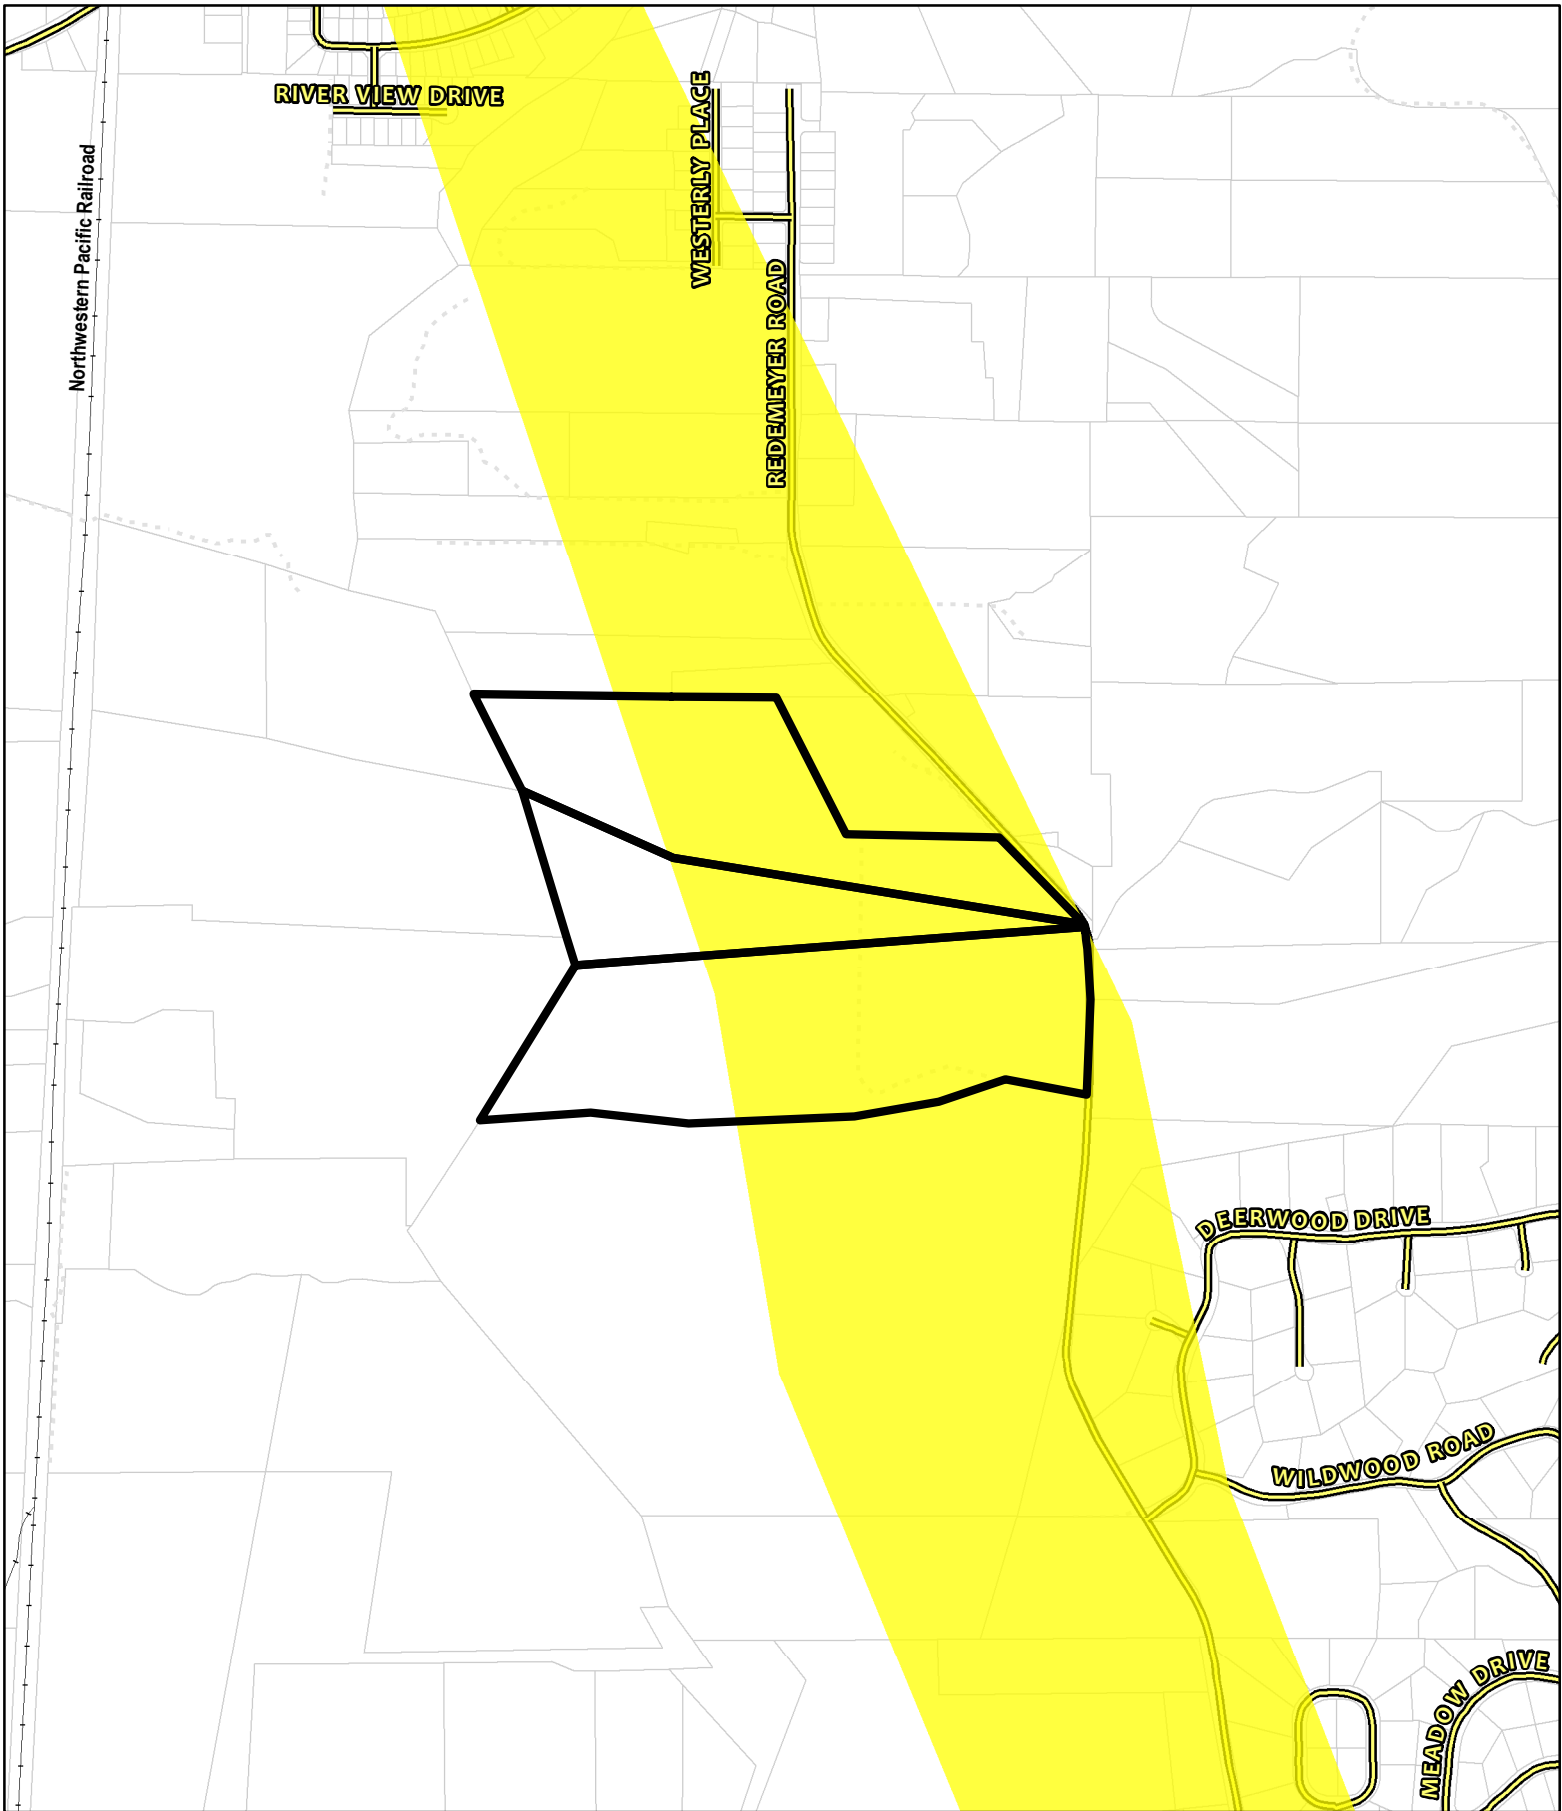 RIVER VIEW DRIVE
WESTERLY PLACE
Northwestern Pacific Railroad
REDEMEYER ROAD
DEERWOOD DRIVE
WILDWOOD ROAD
MEADOW DRIVE